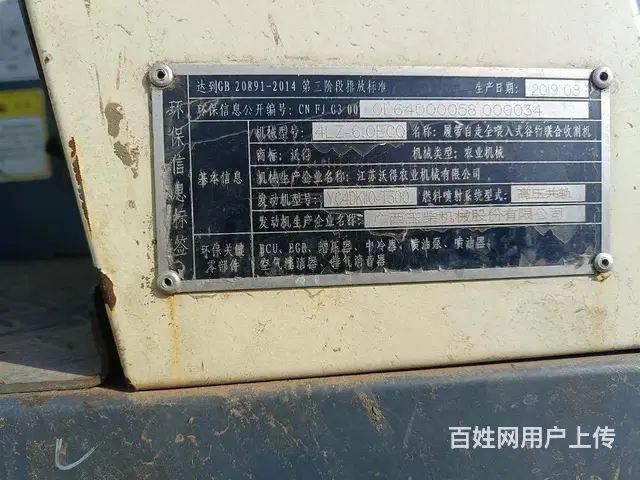 环保信息标签
达到GB 20891-2014 第三阶段排放标准 生产日期: 2019.08
环保信息公开编号: CN FJ G3 00 0L64000058 000034
基本信息
机械型号: 4LZ-6.0EQ 名称: 履带自走全喂入式谷物联合收割机
商标: 沃得 机械类型: 农业机械
机械生产企业名称: 江苏沃得农业机械有限公司
发动机型号: 燃料喷射系统型式: 高压共轨
发动机生产企业名称: 广西玉柴机械股份有限公司
环保关键零部件
ECU、EGR、增压器、中冷器、喷油泵、喷油器、
空气滤清器、排气消音器
百姓网用户上传